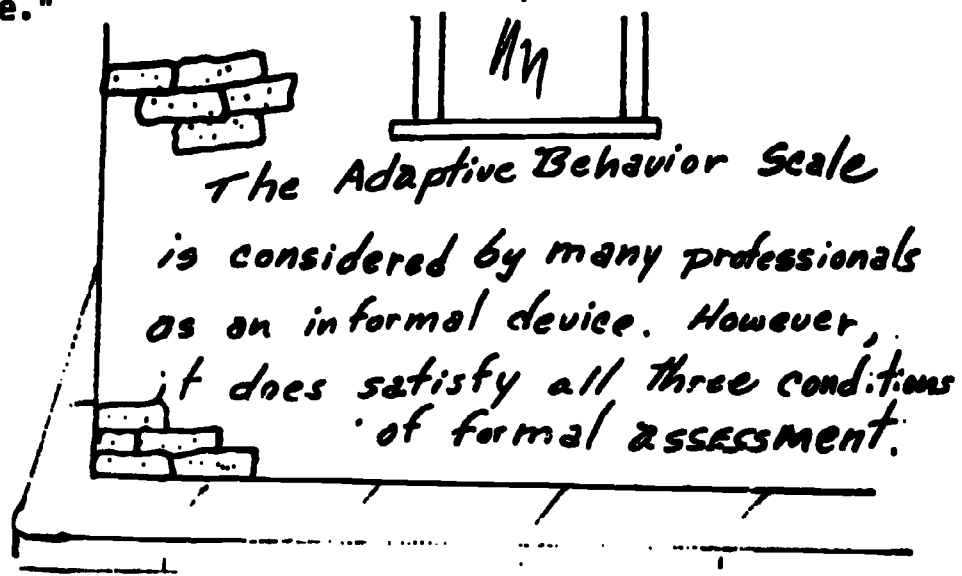 e."
The Adaptive Behavior Scale
is considered by many professionals
as an informal device. However,
it does satisfy all three conditions
of formal assessment.